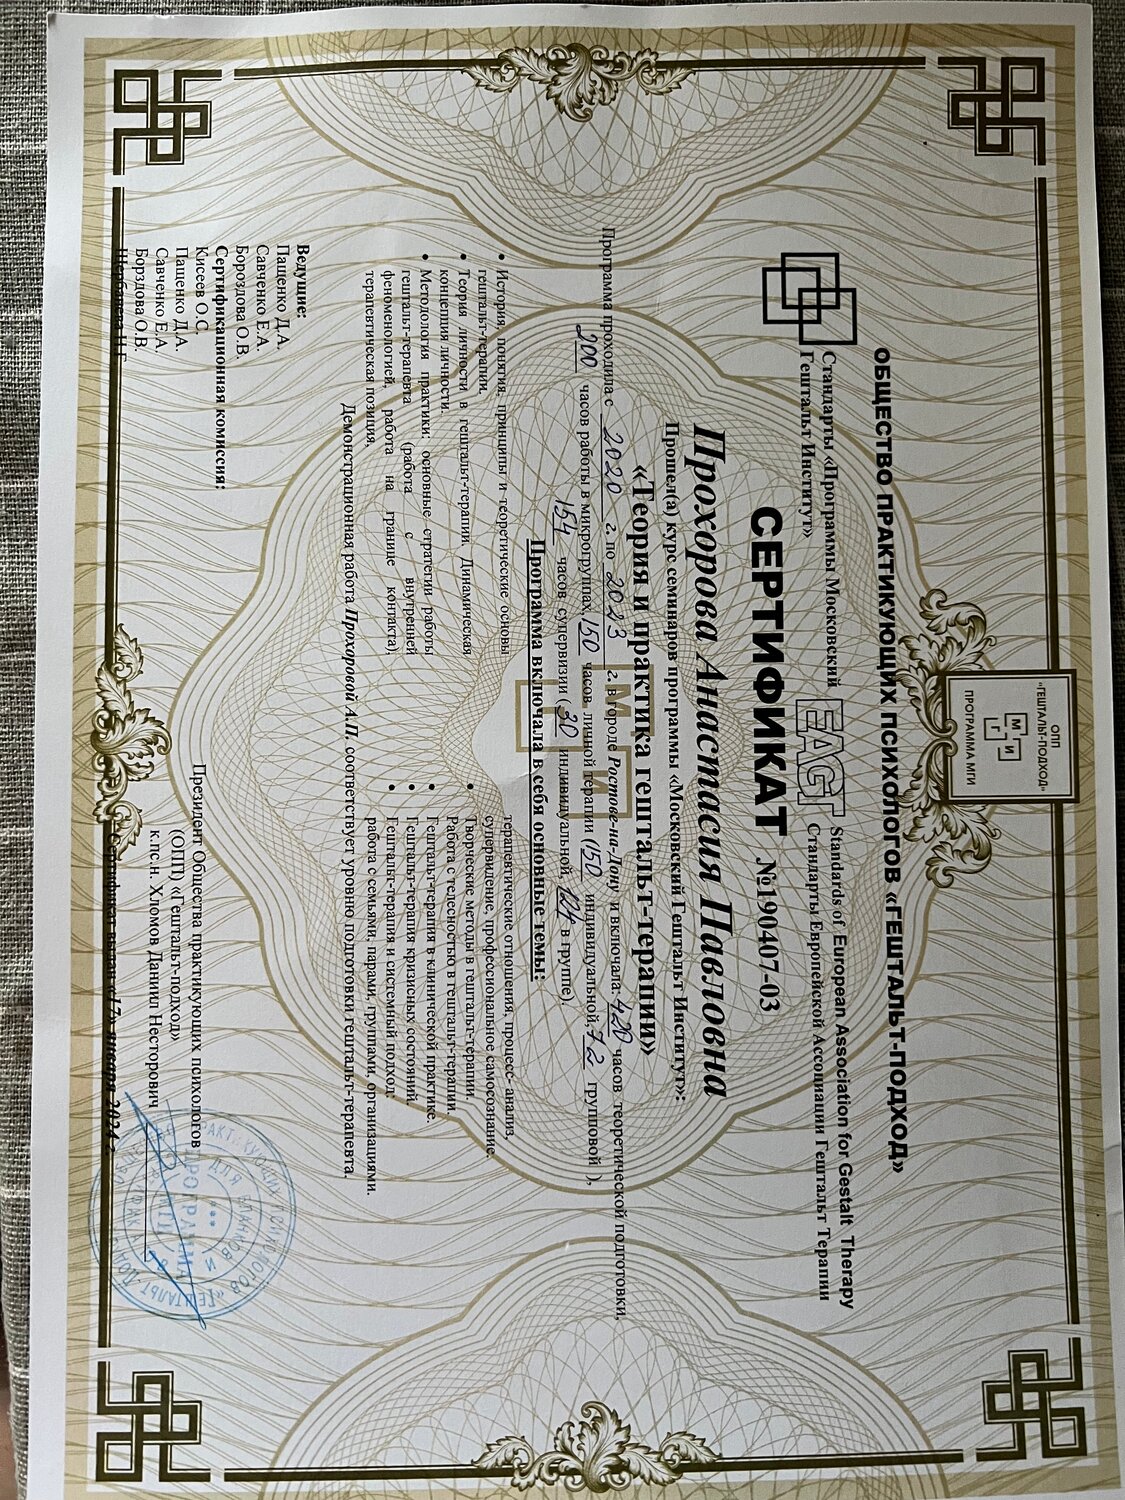 ОПП
«ГЕШТАЛЬТ-ПОДХОД»
М И
Г
ПРОГРАММА МГИ
ОБЩЕСТВО ПРАКТИКУЮЩИХ ПСИХОЛОГОВ «ГЕШТАЛЬТ-ПОДХОД»
Стандарты «Программы Московский
Гештальт Институт»
EAGT
Standards of European Association for Gestalt Therapy
Стандарты Европейской Ассоциации Гештальт Терапии
СЕРТИФИКАТ №190407-03
Прохорова Анастасия Павловна
Прошел(а) курс семинаров программы «Московский Гештальт Институт»:
«Теория и практика гештальт-терапии»
Программа проходила с 2020 г. по 2023 г. в городе Ростове-на-Дону и включала: 420 часов теоретической подготовки,
200 часов работы в микрогруппах, 150 часов личной терапии (150 индивидуальной, 72 групповой ),
154 часов супервизии (30 индивидуальной, 124 в группе),
Программа включала в себя основные темы:
• История, понятия, принципы и теоретические основы
гештальт-терапии.
• Теория личности в гештальт-терапии. Динамическая
концепция личности.
• Методология практики: основные стратегии работы
гештальт-терапевта (работа с внутренней
феноменологией, работа на границе контакта),
терапевтическая позиция,
терапевтические отношения, процесс- анализ,
супервидение, профессиональное самосознание.
• Творческие методы в гештальт-терапии.
Работа с телесностью в гештальт-терапии.
• Гештальт-терапия в клинической практике.
• Гештальт-терапия кризисных состояний.
• Гештальт-терапия и системный подход:
работа с семьями, парами, группами, организациями.
Демонстрационная работа Прохоровой А.П. соответствует уровню подготовки гештальт-терапевта.
Ведущие:
Пащенко Д.А.
Савченко Е.А.
Бороздова О.В.
Сертификационная комиссия:
Кисеев О.С.
Пащенко Д.А.
Савченко Е.А.
Борздова О.В.
Президент Общества практикующих психологов
(ОПП) «Гештальт-подход»
к.пс.н. Хломов Даниил Несторович
Сертификат выдан «17» января 2024 г.